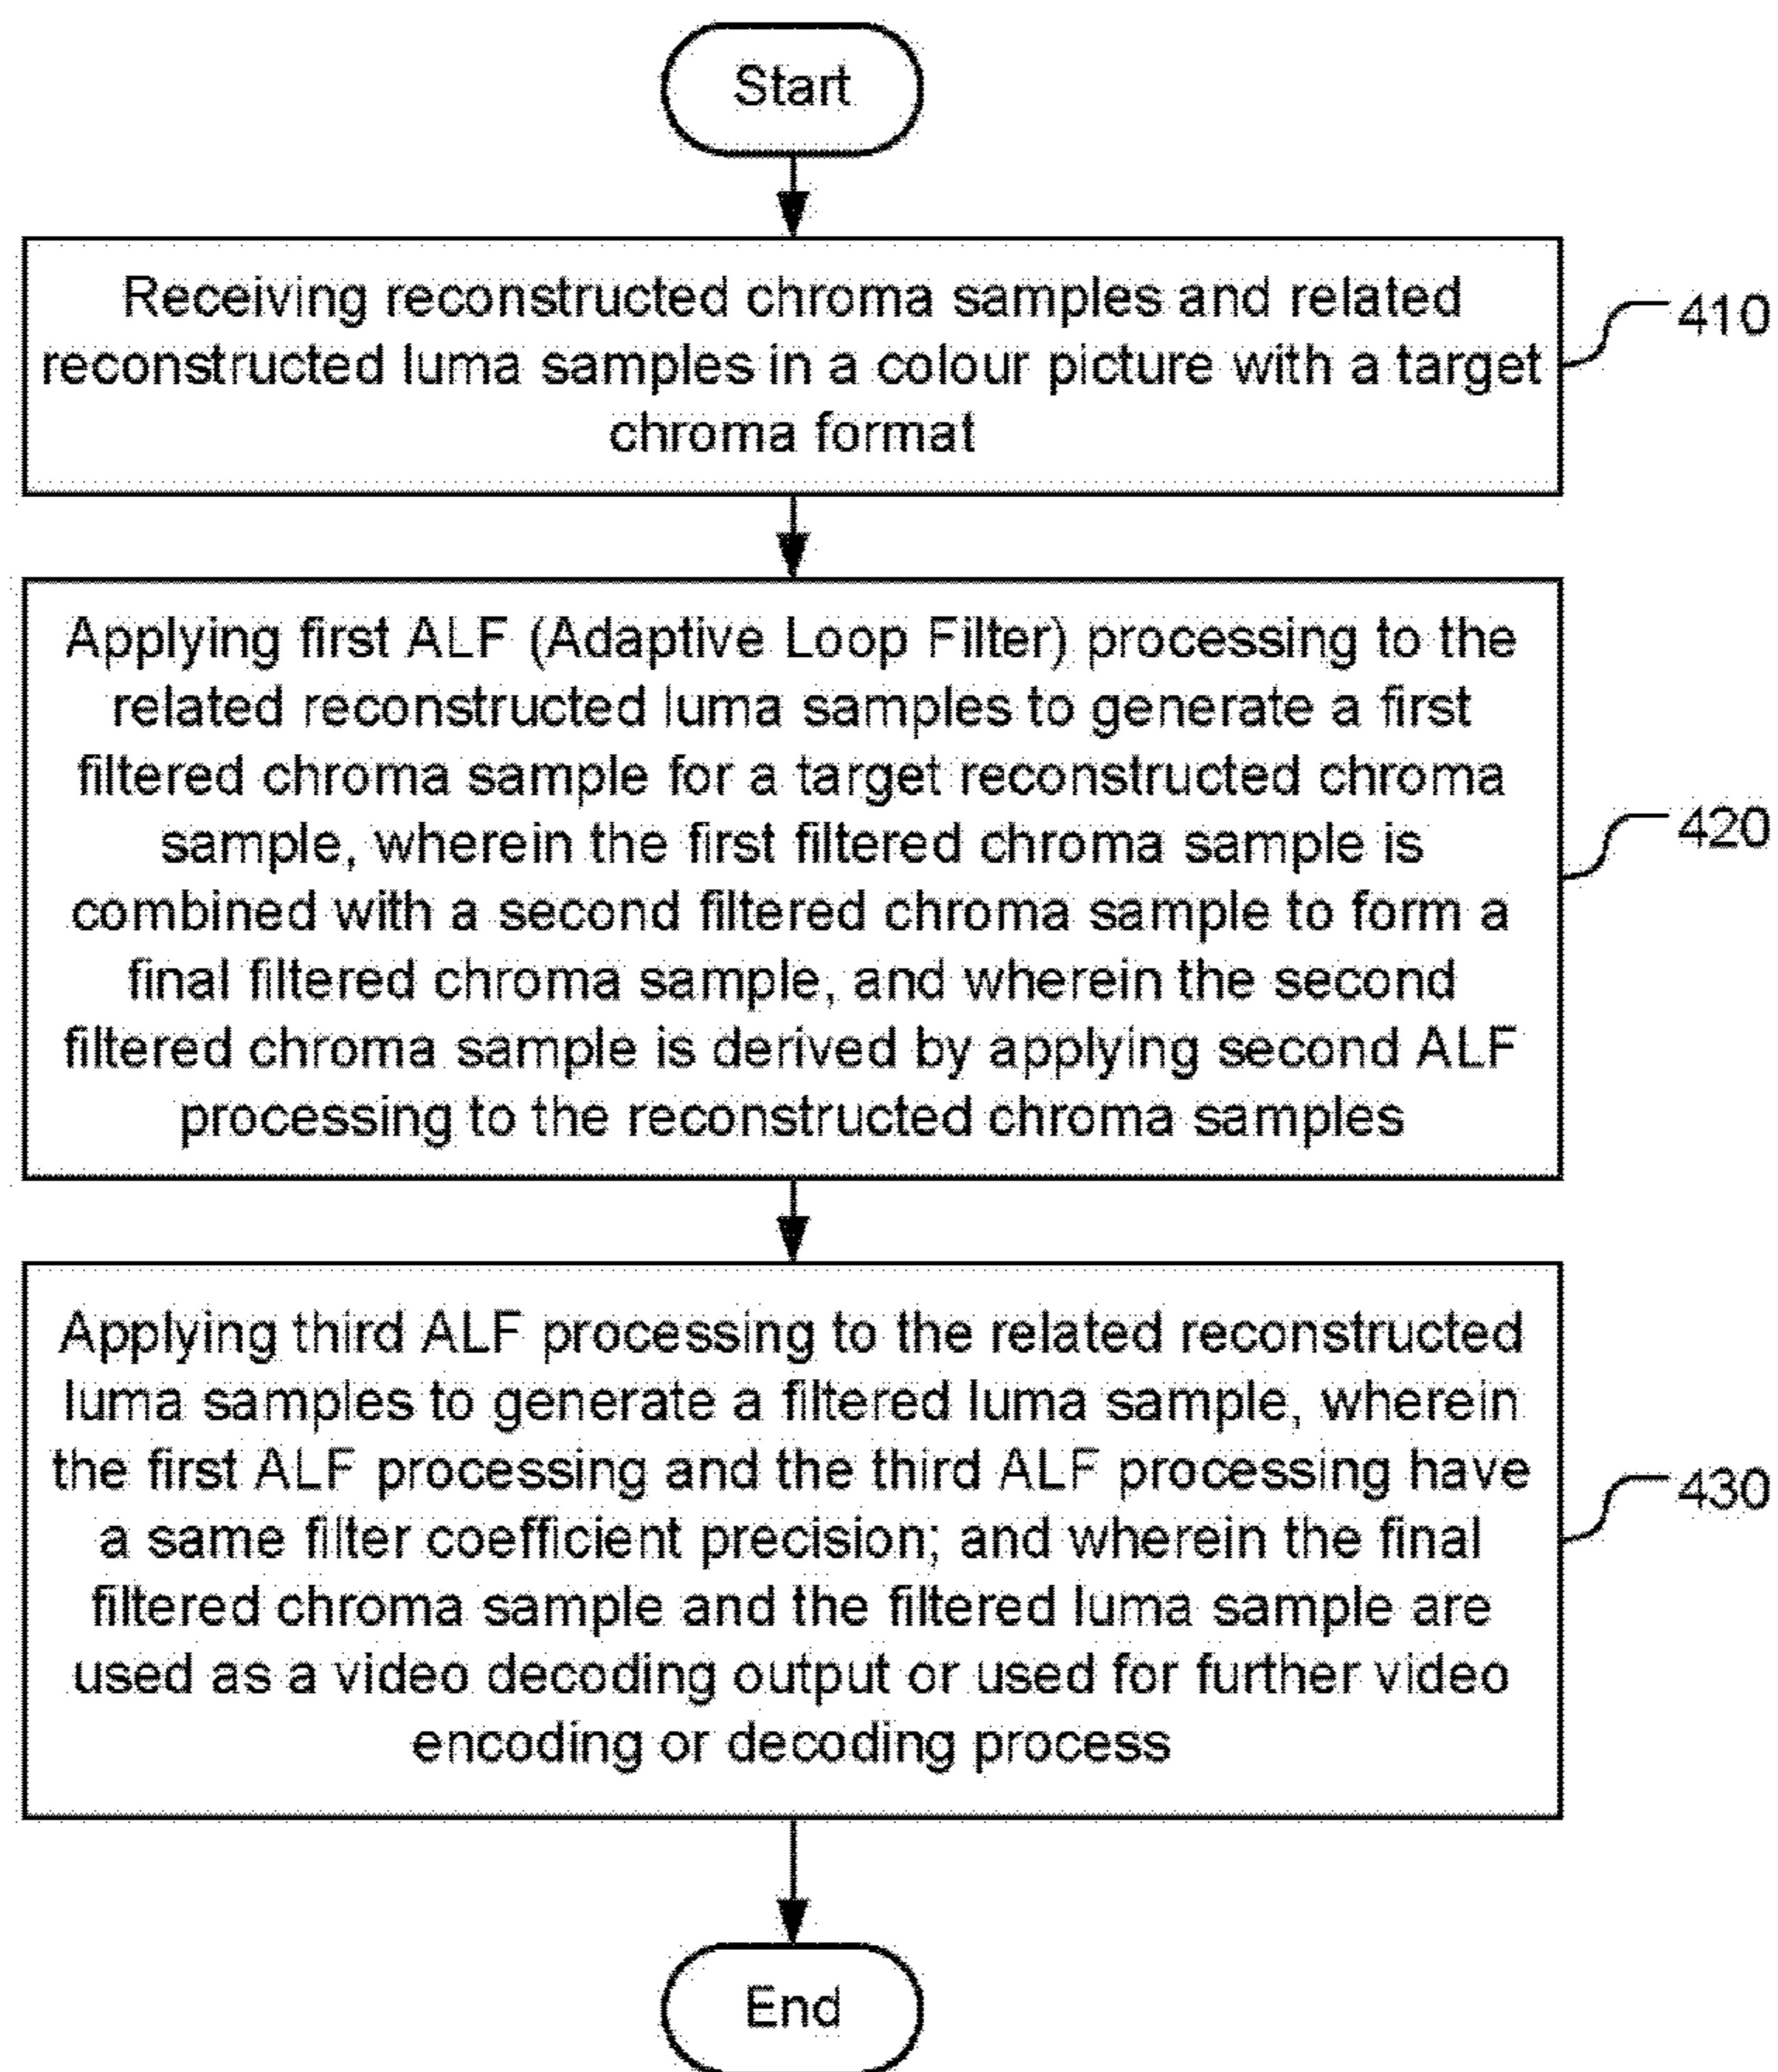 Start
Receiving reconstructed chroma samples and related
reconstructed luma samples in a colour picture with a target
chroma format
410
Applying first ALF (Adaptive Loop Filter) processing to the
related reconstructed luma samples to generate a first
filtered chroma sample for a target reconstructed chroma
sample, wherein the first filtered chroma sample is
combined with a second filtered chroma sample to form a
final filtered chroma sample, and wherein the second
filtered chroma sample is derived by applying second ALF
processing to the reconstructed chroma samples
420
Applying third ALF processing to the related reconstructed
luma samples to generate a filtered luma sample, wherein
the first ALF processing and the third ALF processing have
a same filter coefficient precision; and wherein the final
filtered chroma sample and the filtered luma sample are
used as a video decoding output or used for further video
encoding or decoding process
430
End